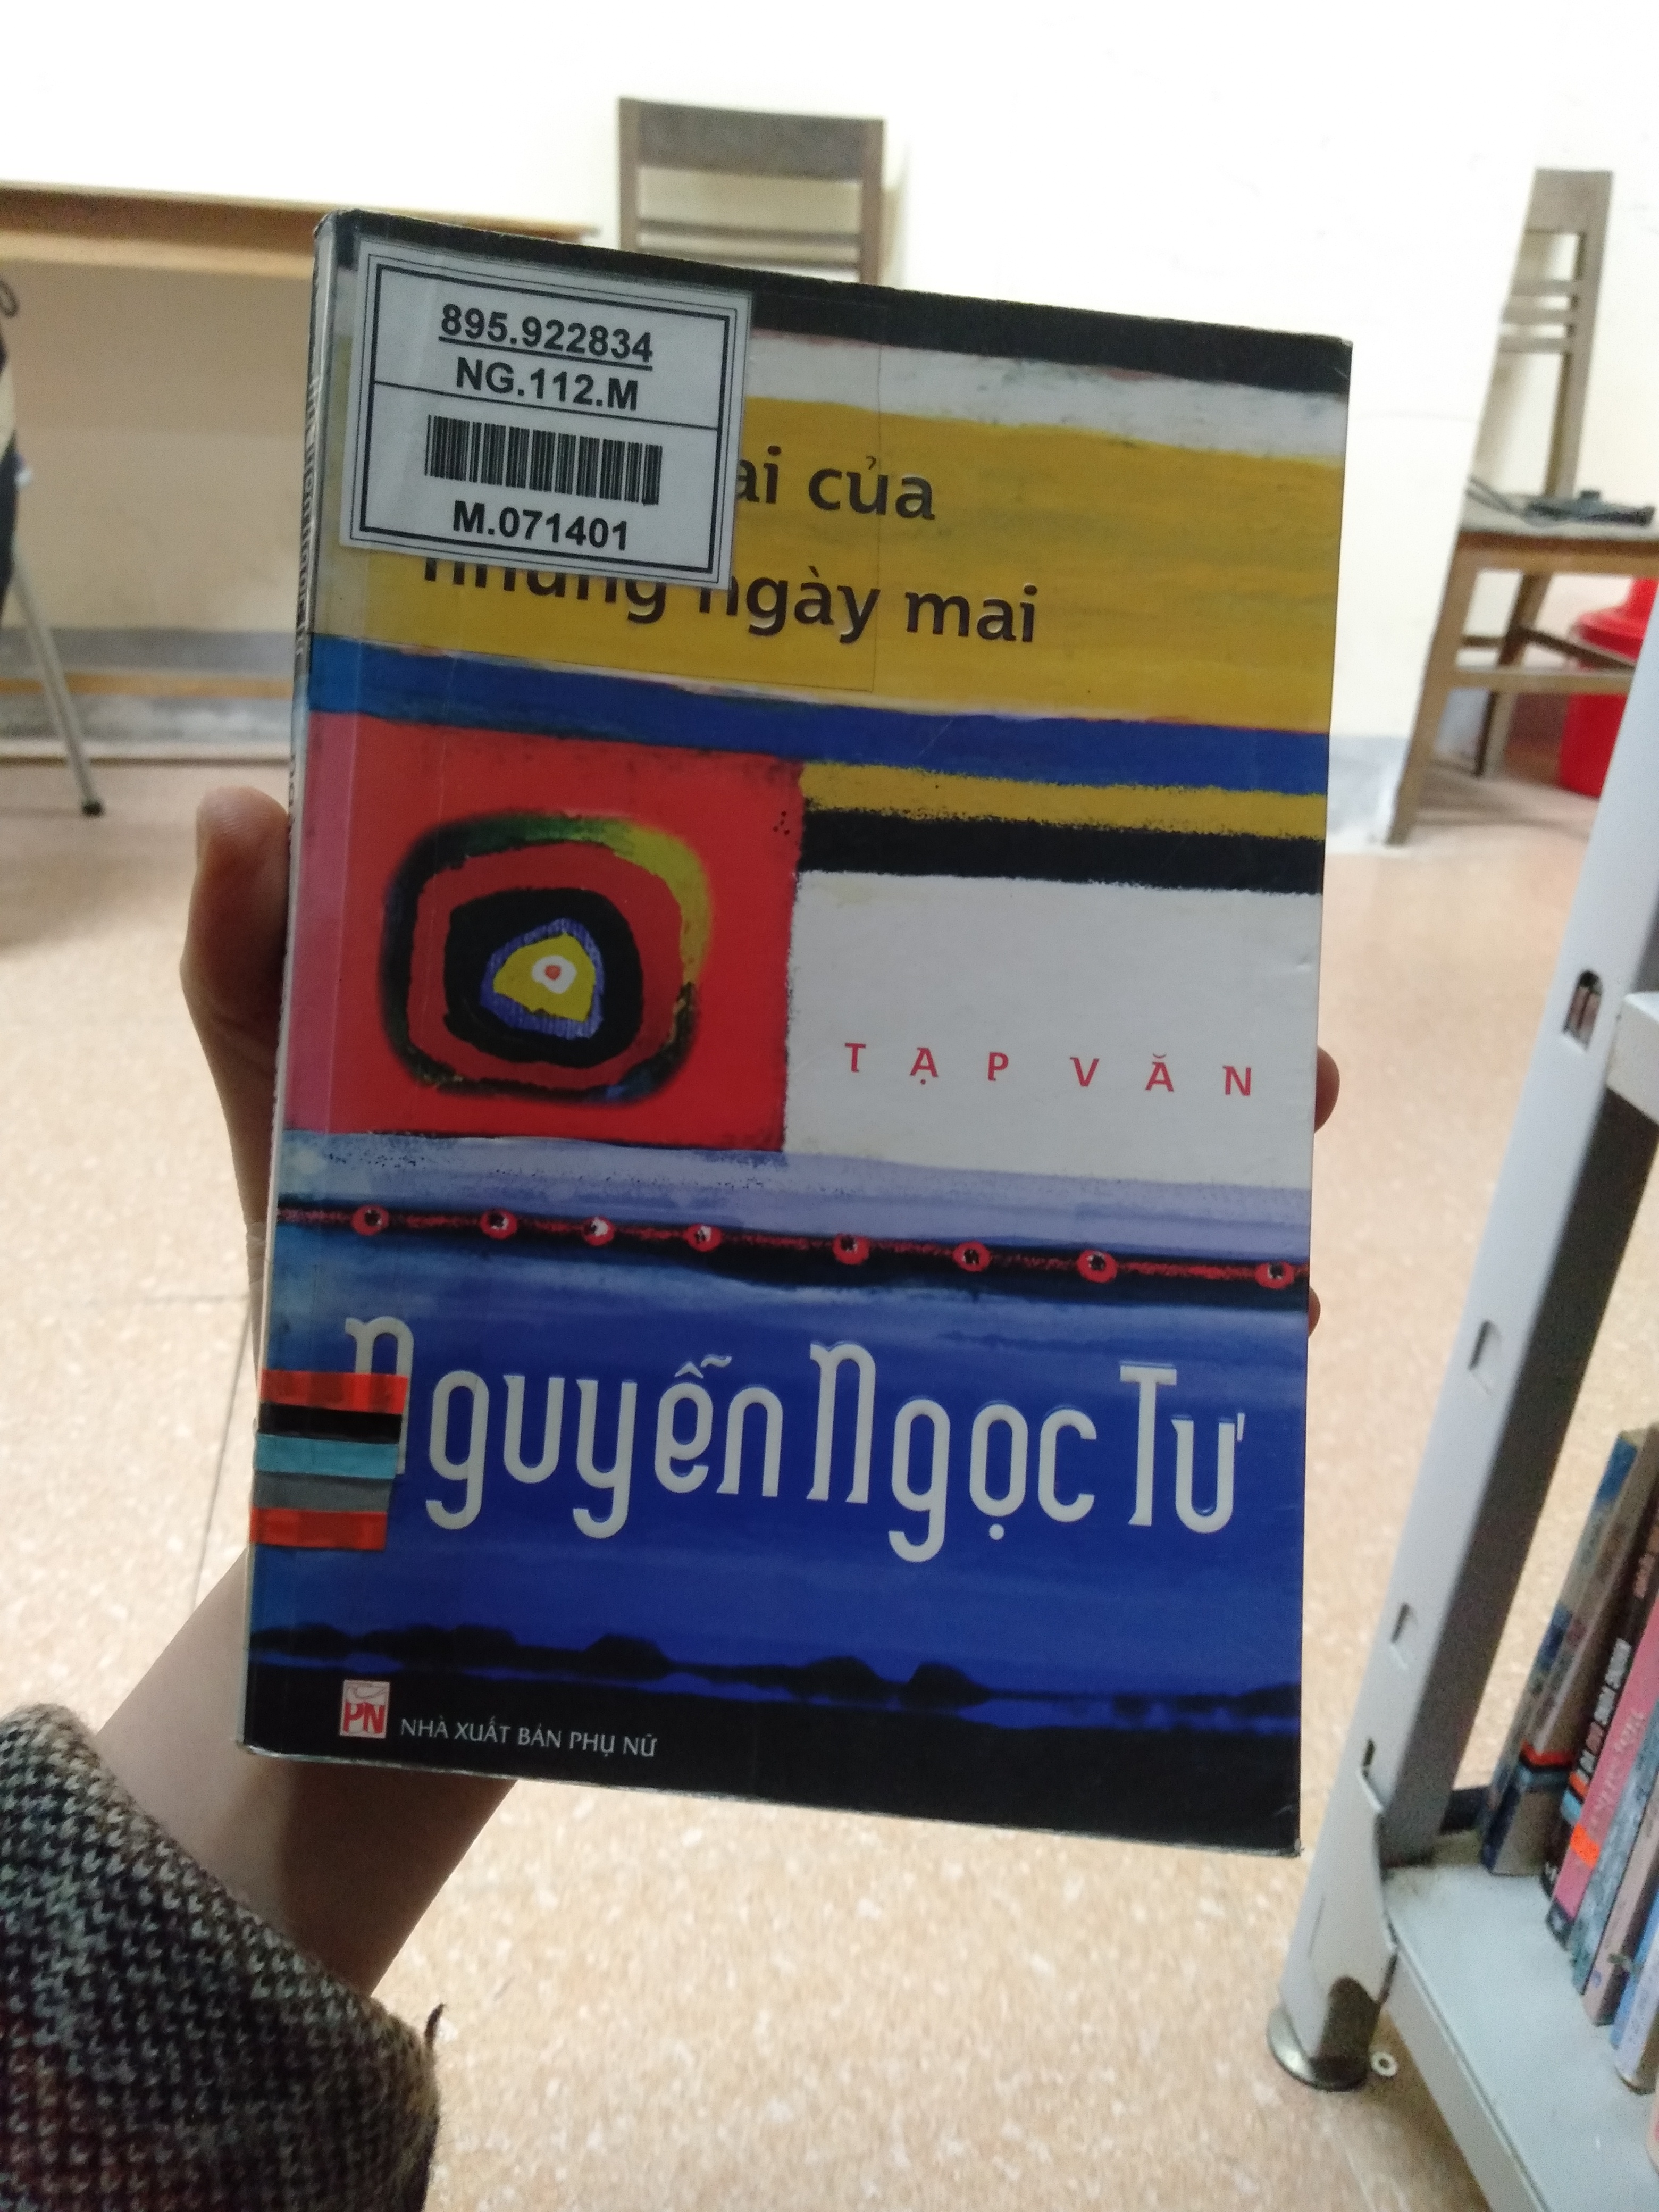 895.922834
NG.112.M
M.071401
ai của
những ngày mai
TẠP VĂN
Nguyễn Ngọc Tư
PN
NHÀ XUẤT BẢN PHỤ NỮ